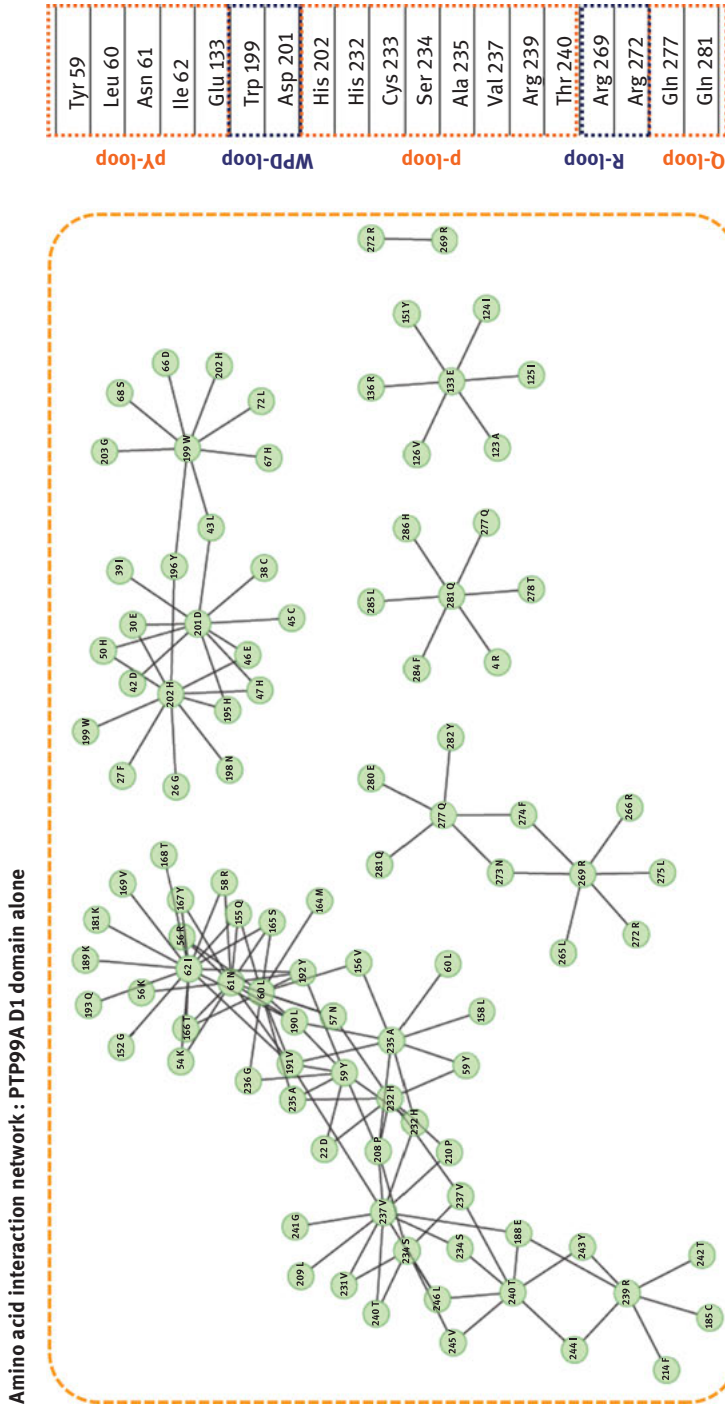 Amino acid interaction network : PTP99A D1 domain alone
203 G
68 S
66 D
202 H
72 L
67 H
199 W
43 L
196 Y
39 I
38 C
45 C
201 D
30 E
50 H
42 D
46 E
47 H
195 H
202 H
199 W
27 F
26 G
198 N
272 R
269 R
151 Y
124 I
125 I
123 A
126 V
136 R
133 E
286 H
277 Q
278 T
4 R
284 F
285 L
281 Q
282 Y
280 E
277 Q
281 Q
274 F
273 N
269 R
266 R
275 L
272 R
265 L
168 T
169 V
181 K
189 K
193 Q
152 G
167 Y
56 R
58 R
155 Q
165 S
164 M
62 I
61 N
60 L
56 K
166 T
54 K
192 Y
190 L
57 N
156 V
191 V
236 G
235 A
59 Y
22 D
235 A
60 L
158 L
59 Y
232 H
232 H
208 P
210 P
237 V
237 V
241 G
209 L
231 V
240 T
234 S
234 S
246 L
245 V
188 E
240 T
243 Y
244 I
239 R
242 T
185 C
214 F
Tyr 59
Leu 60
Asn 61
Ile 62
Glu 133
Trp 199
Asp 201
His 202
His 232
Cys 233
Ser 234
Ala 235
Val 237
Arg 239
Thr 240
Arg 269
Arg 272
Gln 277
Gln 281
pY-loop
WPD-loop
p-loop
R-loop
Q-loop